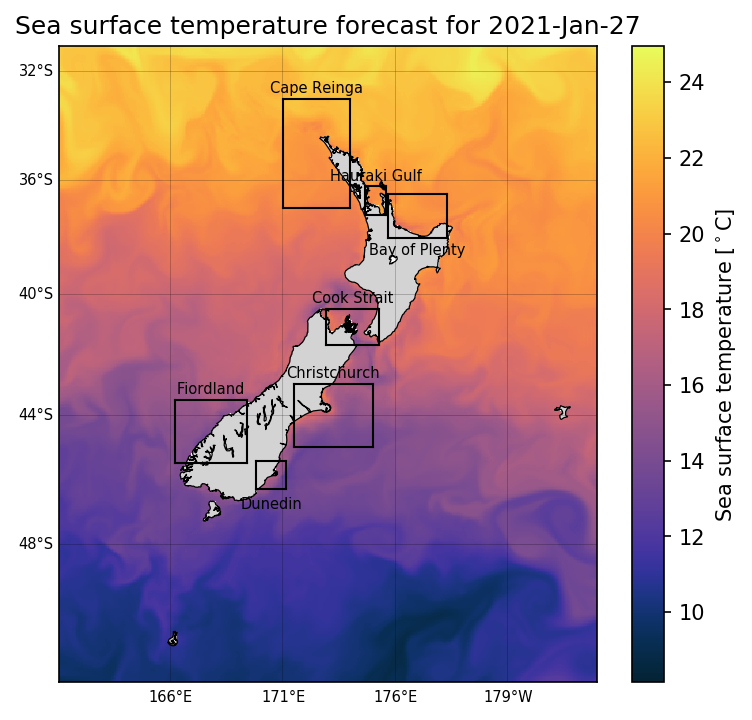 Sea surface temperature forecast for 2021-Jan-27
32°S
36°S
40°S
44°S
48°S
Cape Reinga
Hauraki Gulf
Bay of Plenty
Cook Strait
Christchurch
Fiordland
Dunedin
166°E
171°E
176°E
179°W
24
22
20
18
16
14
12
10
Sea surface temperature [°C]